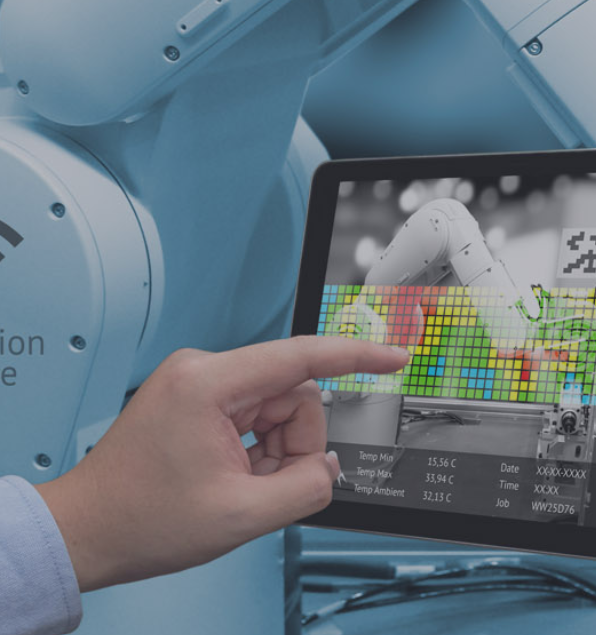 ion
e
Temp Min 15,56 C
Temp Max 33,94 C
Temp Ambient 32,13 C
Date XX-XX-XXXX
Time XX.XX
Job WW25D76